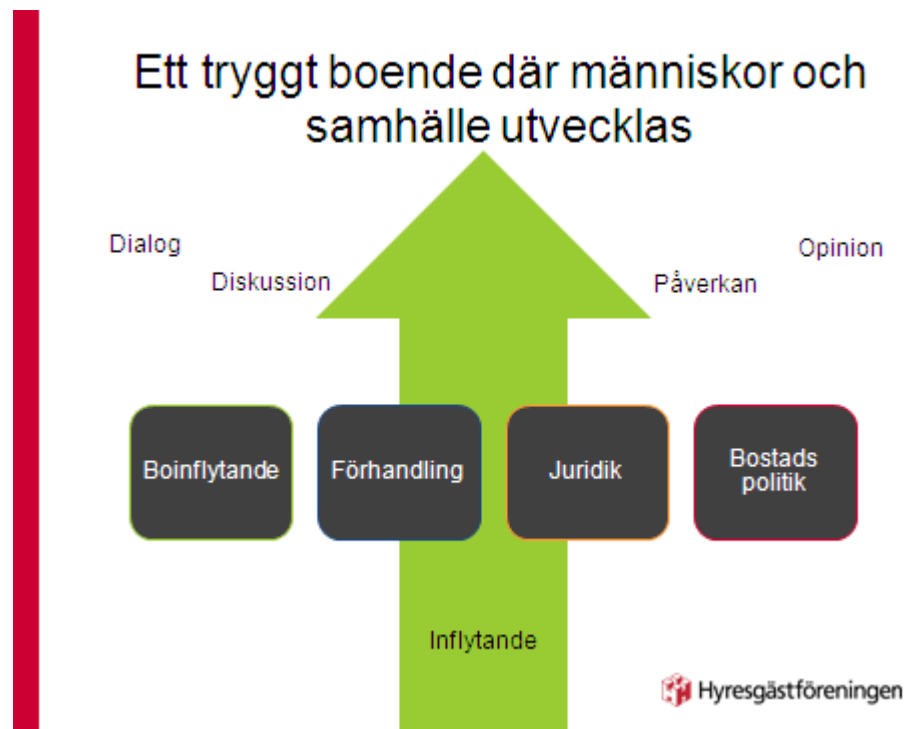 Ett tryggt boende där människor och
samhälle utvecklas
Dialog
Opinion
Diskussion
Påverkan
Boinflytande
Förhandling
Juridik
Bostads
politik
Inflytande
Hyresgästföreningen